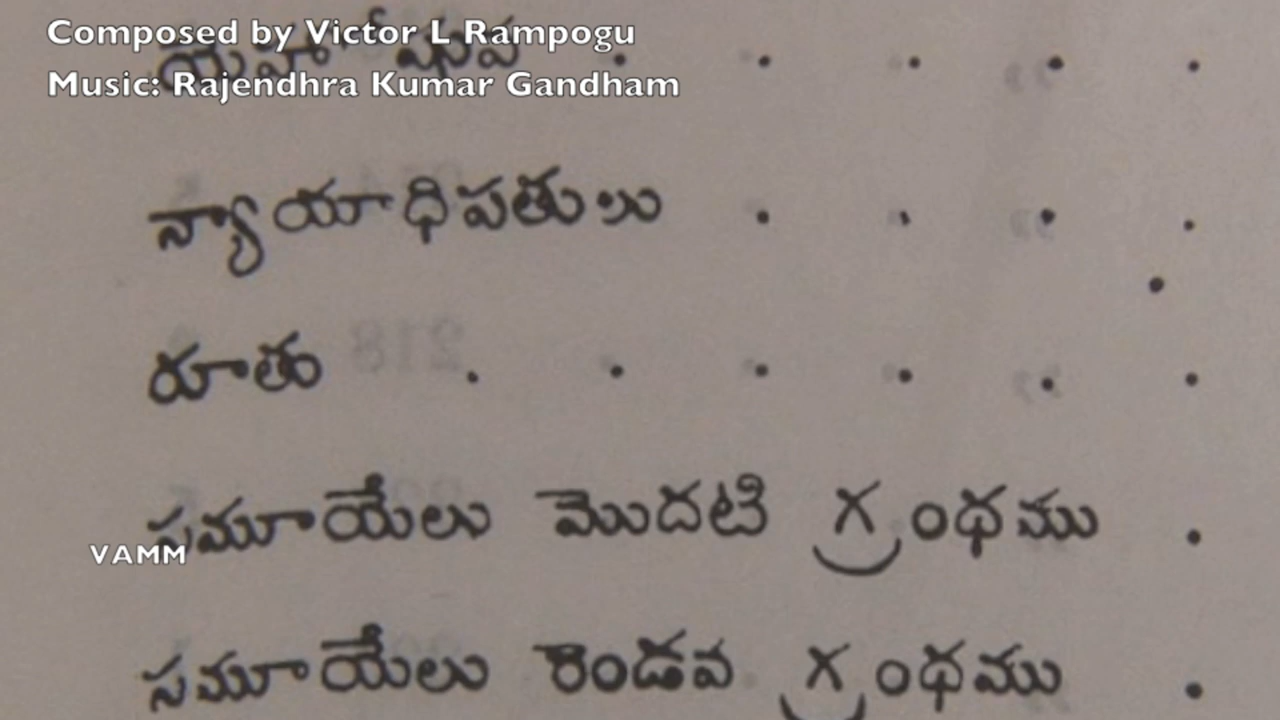 Composed by Victor L Rampogu
యెహోషువ . . . . .
Music: Rajendhra Kumar Gandham
న్యాయాధిపతులు . . . .
రూతు . . . . . .
సమూయేలు మొదటి గ్రంథము .
VAMM
సమూయేలు రెండవ గ్రంథము .